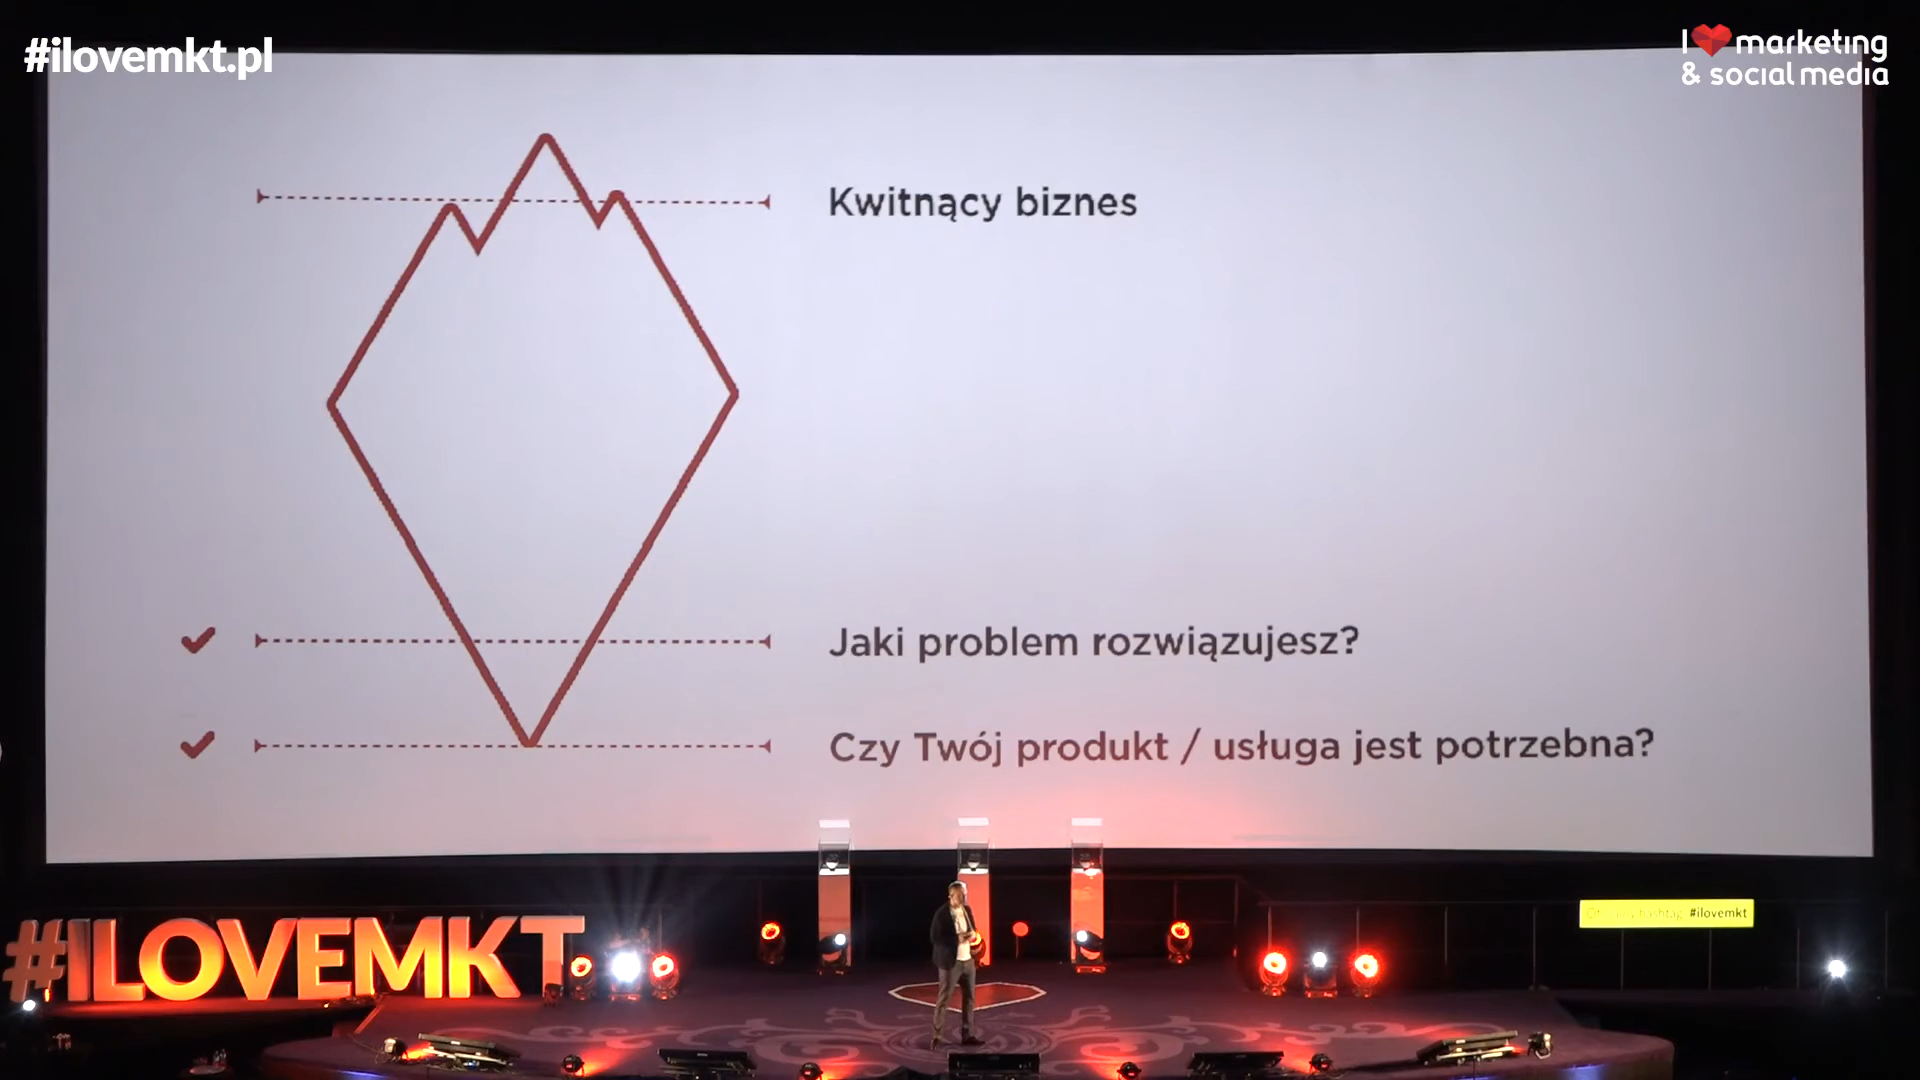 #ilovemkt.pl
I marketing
& social media
Kwitnący biznes
Jaki problem rozwiązujesz?
Czy Twój produkt / usługa jest potrzebna?
#ILOVEMKT
#ilovemkt